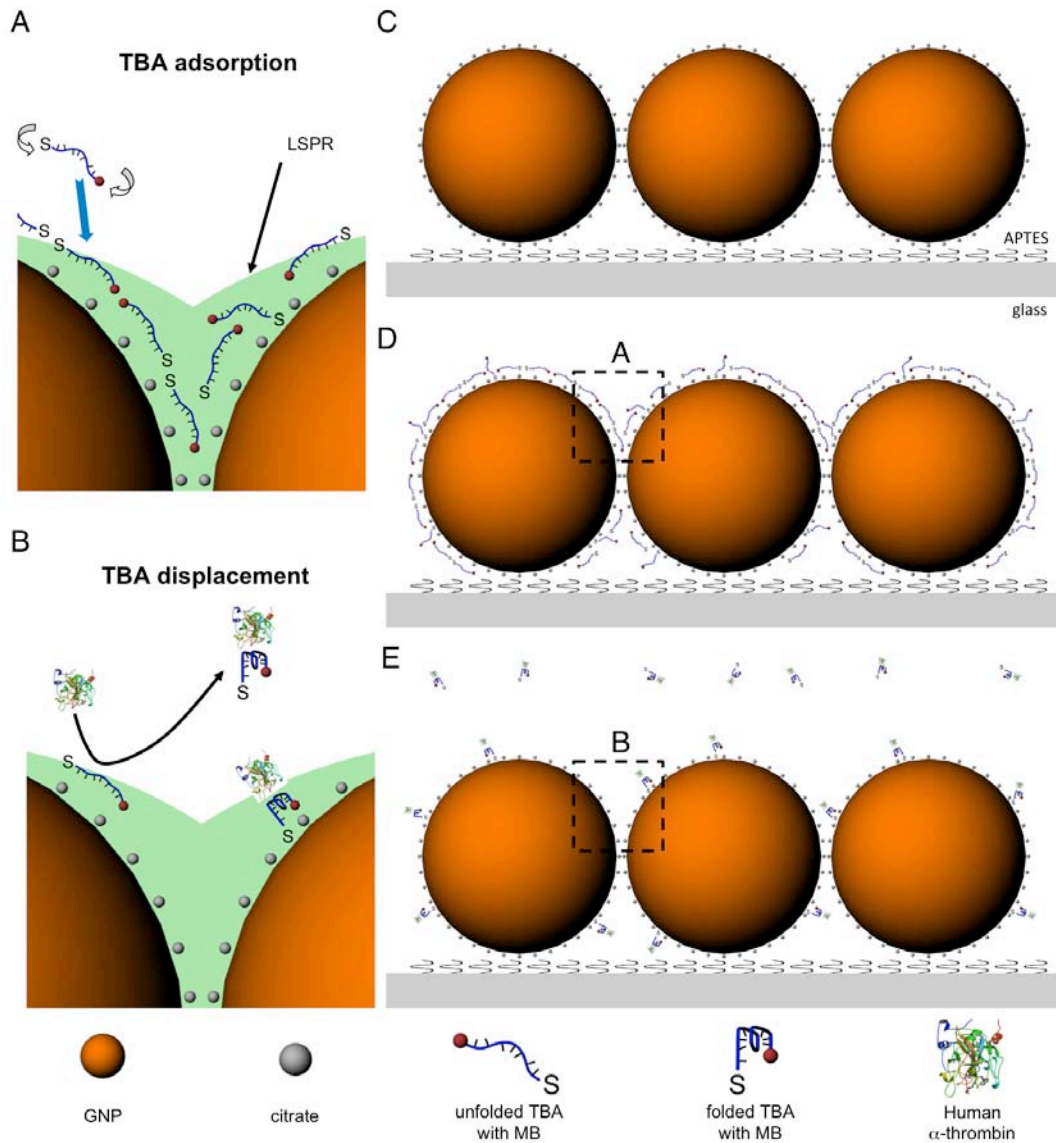 A
TBA adsorption
S
LSPR
S
S
S
S
S
S
S
B
TBA displacement
S
S
S
C
APTES
glass
D
A
E
B
GNP
citrate
S
unfolded TBA
with MB
S
folded TBA
with MB
Human
α-thrombin